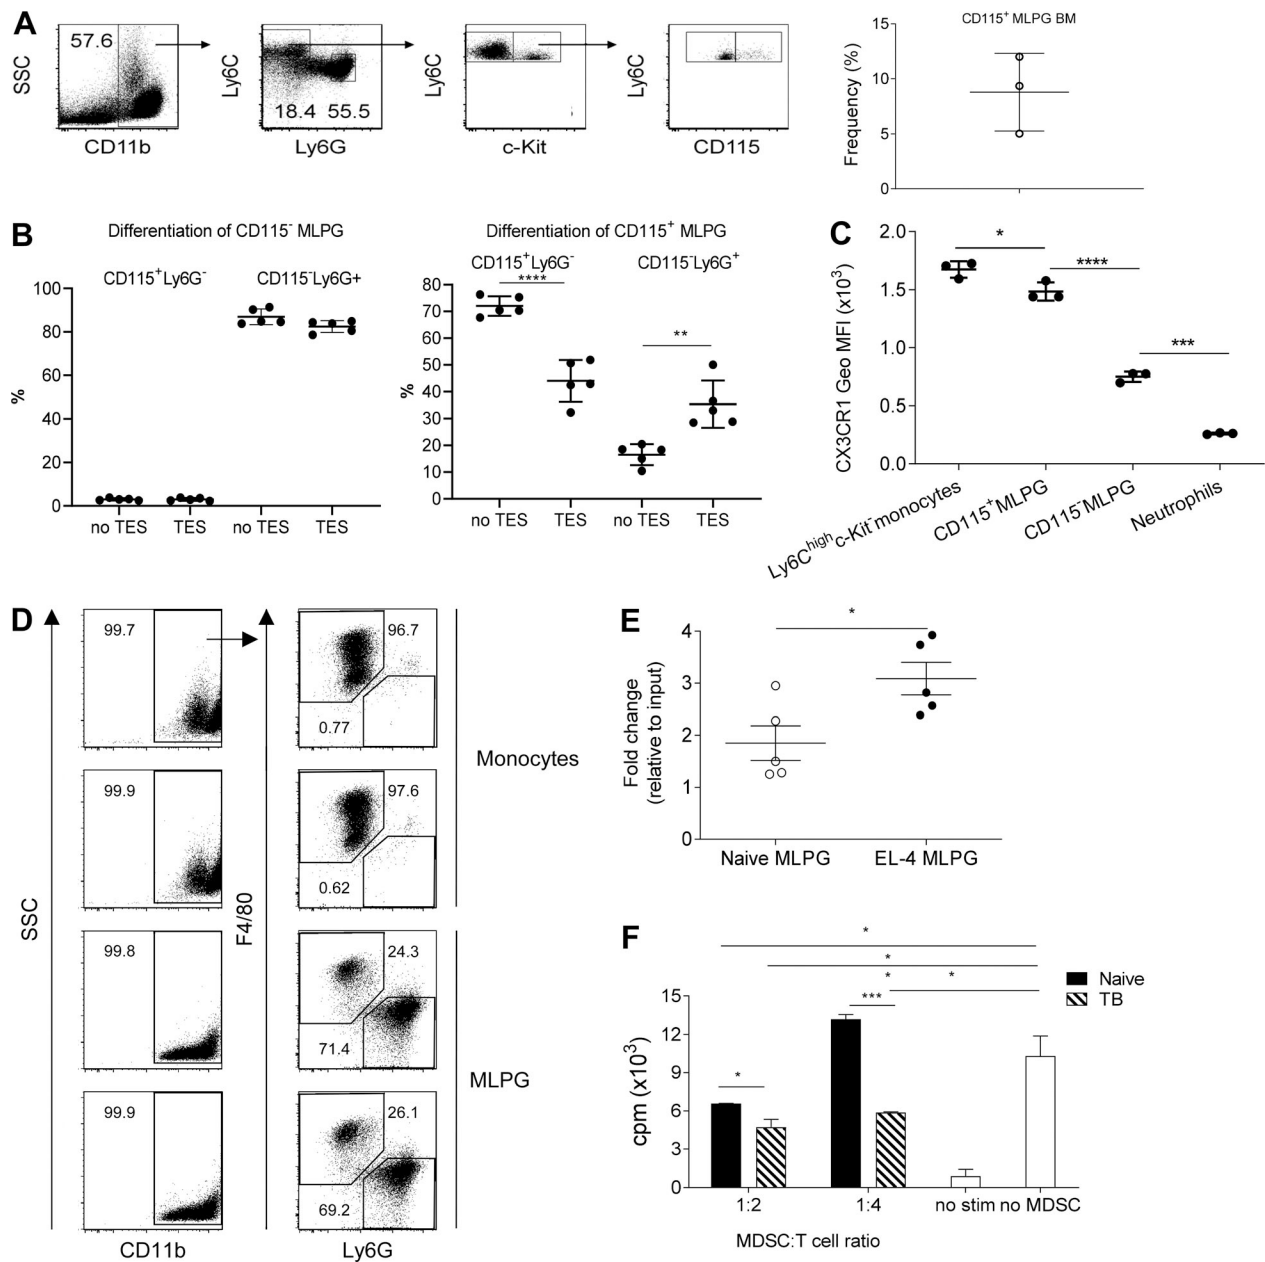 A
57.6
SSC
CD11b
Ly6C
18.4 55.5
Ly6G
Ly6C
c-Kit
Ly6C
CD115
CD115⁺ MLPG BM
Frequency (%)
15
10
5
0
B
Differentiation of CD115⁻ MLPG
CD115⁺Ly6G⁻
CD115⁻Ly6G+
%
100
80
60
40
20
0
no TES
TES
no TES
TES
Differentiation of CD115⁺ MLPG
CD115⁺Ly6G⁻
CD115⁻Ly6G⁺
****
**
%
80
70
60
50
40
30
20
10
0
no TES
TES
no TES
TES
C
CX3CR1 Geo MFI (x10³)
2.0
1.5
1.0
0.5
0.0
*
****
***
Ly6Cʰⁱᵍʰc-Kit⁻monocytes
CD115⁺MLPG
CD115⁻MLPG
Neutrophils
D
SSC
F4/80
99.7
96.7
0.77
99.9
97.6
0.62
Monocytes
99.8
24.3
71.4
99.9
26.1
69.2
MLPG
CD11b
Ly6G
E
*
Fold change
(relative to input)
4
3
2
1
0
Naive MLPG
EL-4 MLPG
F
*
*
*
*
***
*
Naive
TB
cpm (x10³)
15
12
9
6
3
0
1:2
1:4
no stim
no MDSC
MDSC:T cell ratio